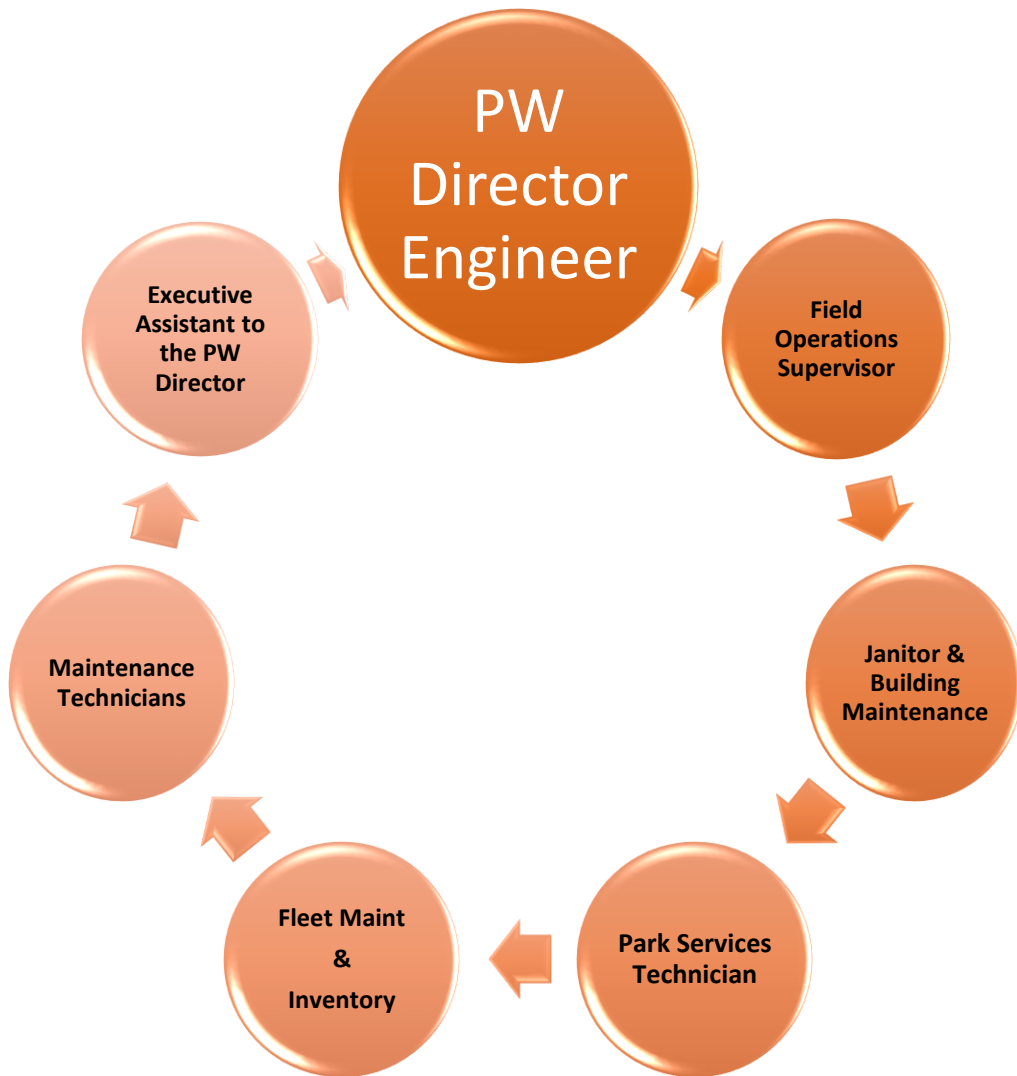 PW
Director
Engineer
Field
Operations
Supervisor
Janitor &
Building
Maintenance
Park Services
Technician
Fleet Maint
&
Inventory
Maintenance
Technicians
Executive
Assistant to
the PW
Director